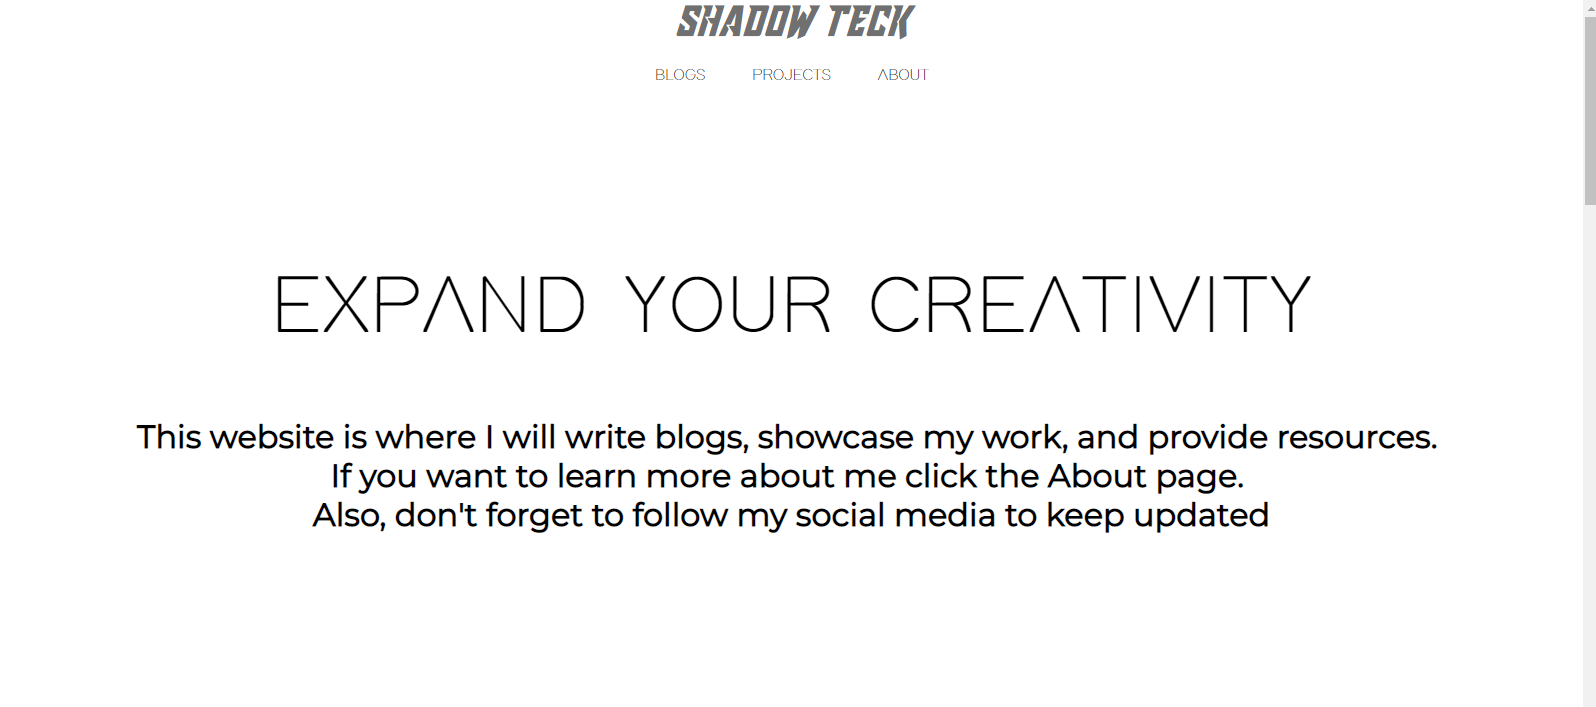 SHADOW TECK
BLOGS PROJECTS ABOUT
EXPAND YOUR CREATIVITY
This website is where I will write blogs, showcase my work, and provide resources.
If you want to learn more about me click the About page.
Also, don't forget to follow my social media to keep updated